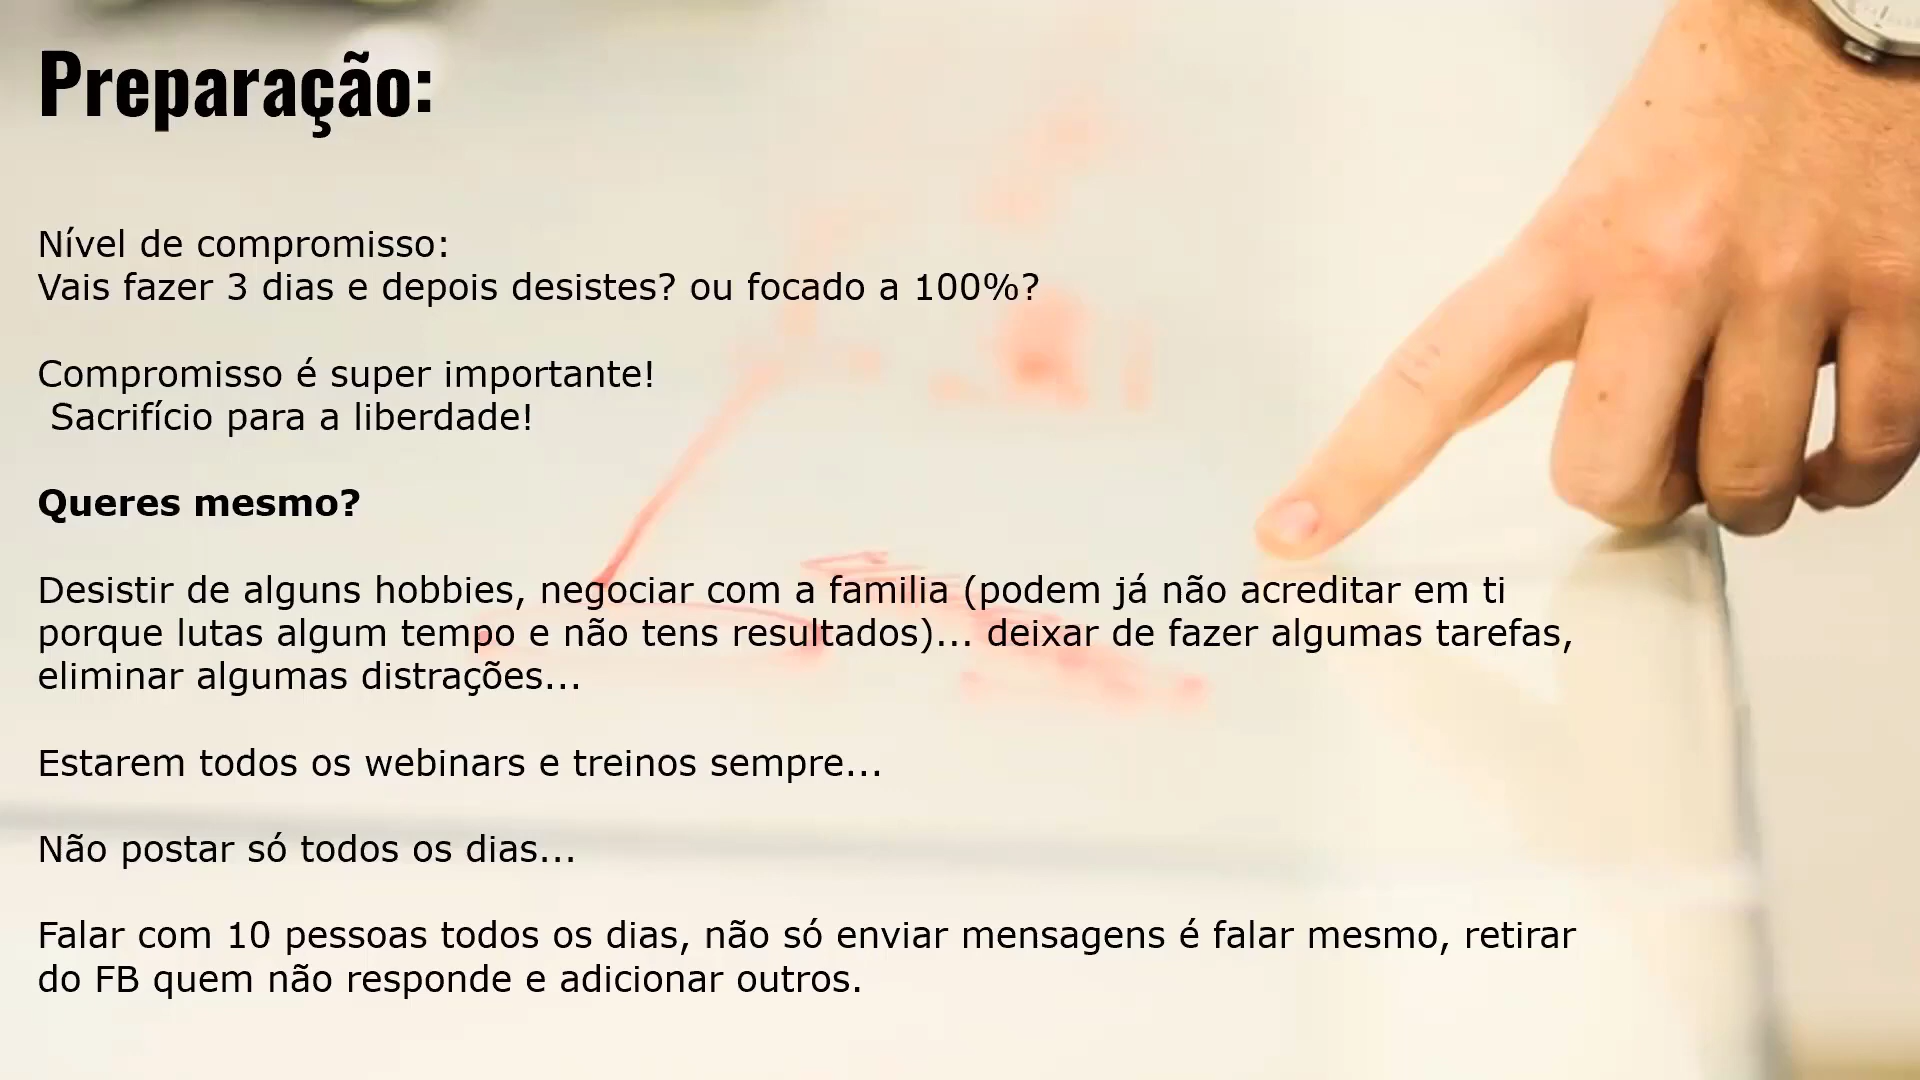 Preparação:
Nível de compromisso:
Vais fazer 3 dias e depois desistes? ou focado a 100%?
Compromisso é super importante!
Sacrifício para a liberdade!
Queres mesmo?
Desistir de alguns hobbies, negociar com a familia (podem já não acreditar em ti
porque lutas algum tempo e não tens resultados)... deixar de fazer algumas tarefas,
eliminar algumas distrações...
Estarem todos os webinars e treinos sempre...
Não postar só todos os dias...
Falar com 10 pessoas todos os dias, não só enviar mensagens é falar mesmo, retirar
do FB quem não responde e adicionar outros.